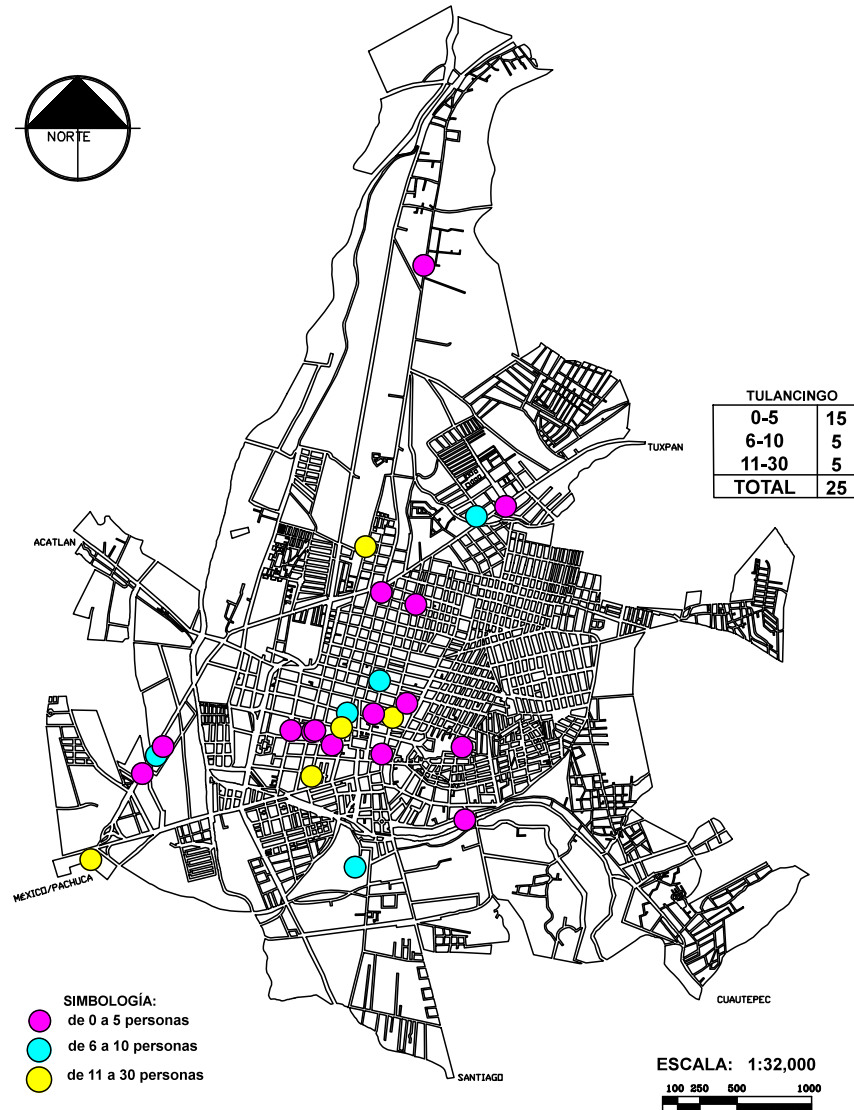 NORTE
TULANCINGO
0-5 15
6-10 5
11-30 5
TOTAL 25
TUXPAN
ACATLAN
MEXICO/PACHUCA
CUAUTEPEC
SIMBOLOGÍA:
de 0 a 5 personas
de 6 a 10 personas
de 11 a 30 personas
SANTIAGO
ESCALA: 1:32,000
100 250 500 1000